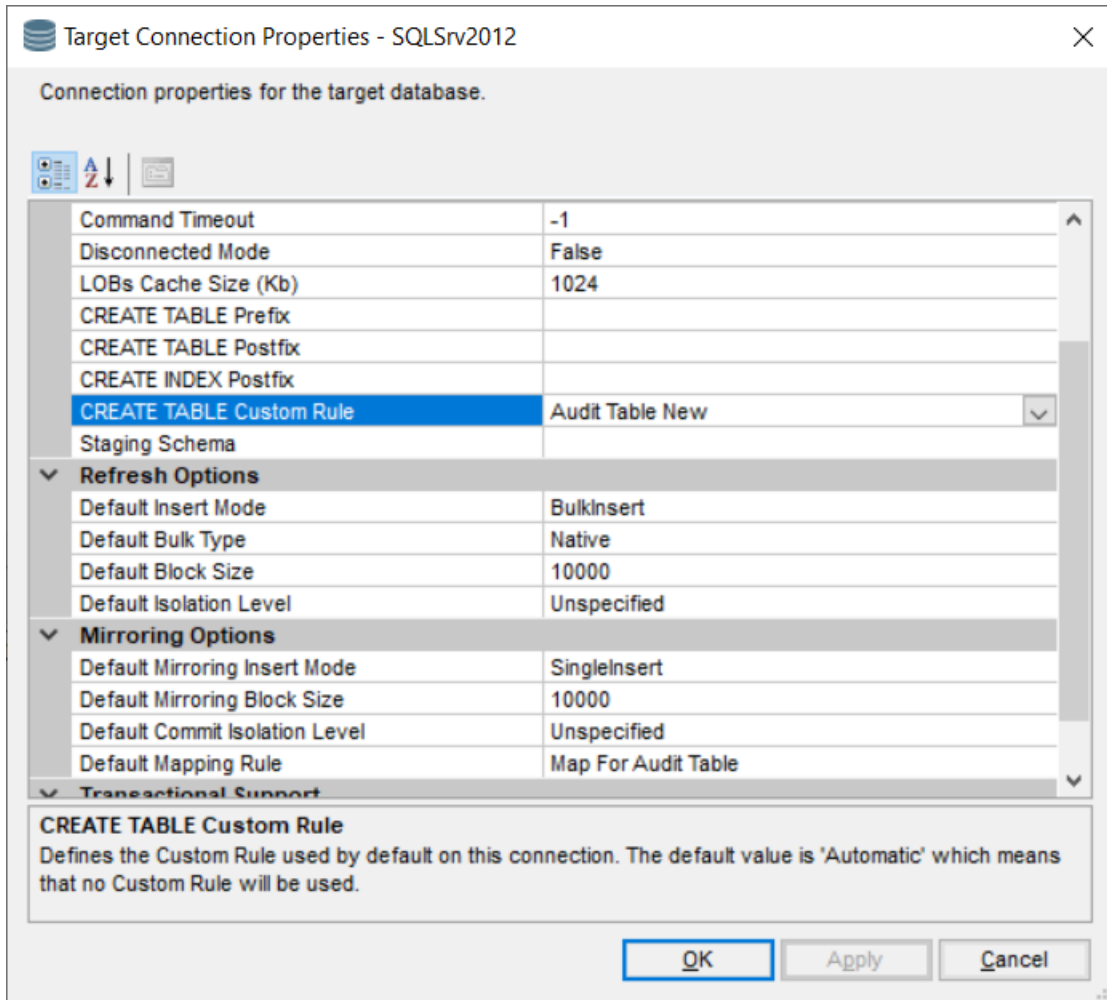 Target Connection Properties - SQLSrv2012
Connection properties for the target database.
Command Timeout -1
Disconnected Mode False
LOBs Cache Size (Kb) 1024
CREATE TABLE Prefix
CREATE TABLE Postfix
CREATE INDEX Postfix
CREATE TABLE Custom Rule Audit Table New
Staging Schema
Refresh Options
Default Insert Mode BulkInsert
Default Bulk Type Native
Default Block Size 10000
Default Isolation Level Unspecified
Mirroring Options
Default Mirroring Insert Mode SingleInsert
Default Mirroring Block Size 10000
Default Commit Isolation Level Unspecified
Default Mapping Rule Map For Audit Table
Transactional Support
CREATE TABLE Custom Rule
Defines the Custom Rule used by default on this connection. The default value is 'Automatic' which means
that no Custom Rule will be used.
OK Apply Cancel